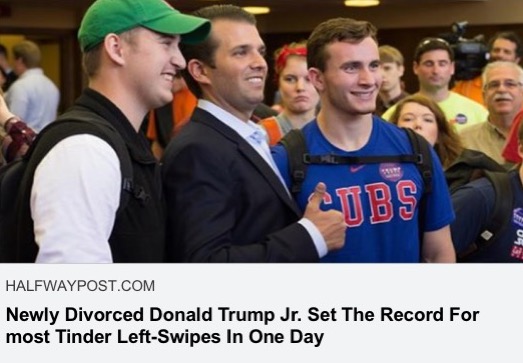 CUBS
HALFWAYPOST.COM
Newly Divorced Donald Trump Jr. Set The Record For
most Tinder Left-Swipes In One Day